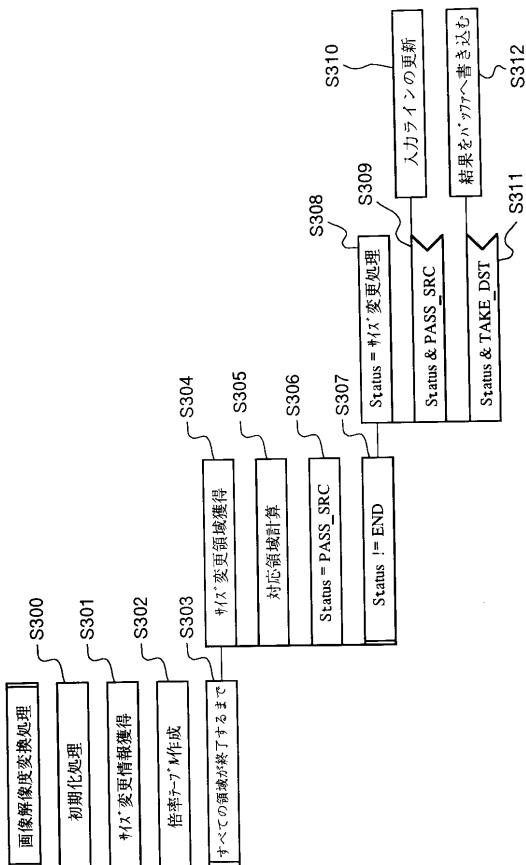 画像解像度変換処理
初期化処理
S300
サイズ変更情報獲得
S301
倍率テーブル作成
S302
すべての領域が終了するまで
S303
サイズ変更領域獲得
S304
対応領域計算
S305
Status = PASS_SRC
S306
Status != END
S307
Status = サイズ変更処理
S308
Status & PASS_SRC
S309
入力ラインの更新
S310
Status & TAKE_DST
S311
結果をバッファへ書き込む
S312